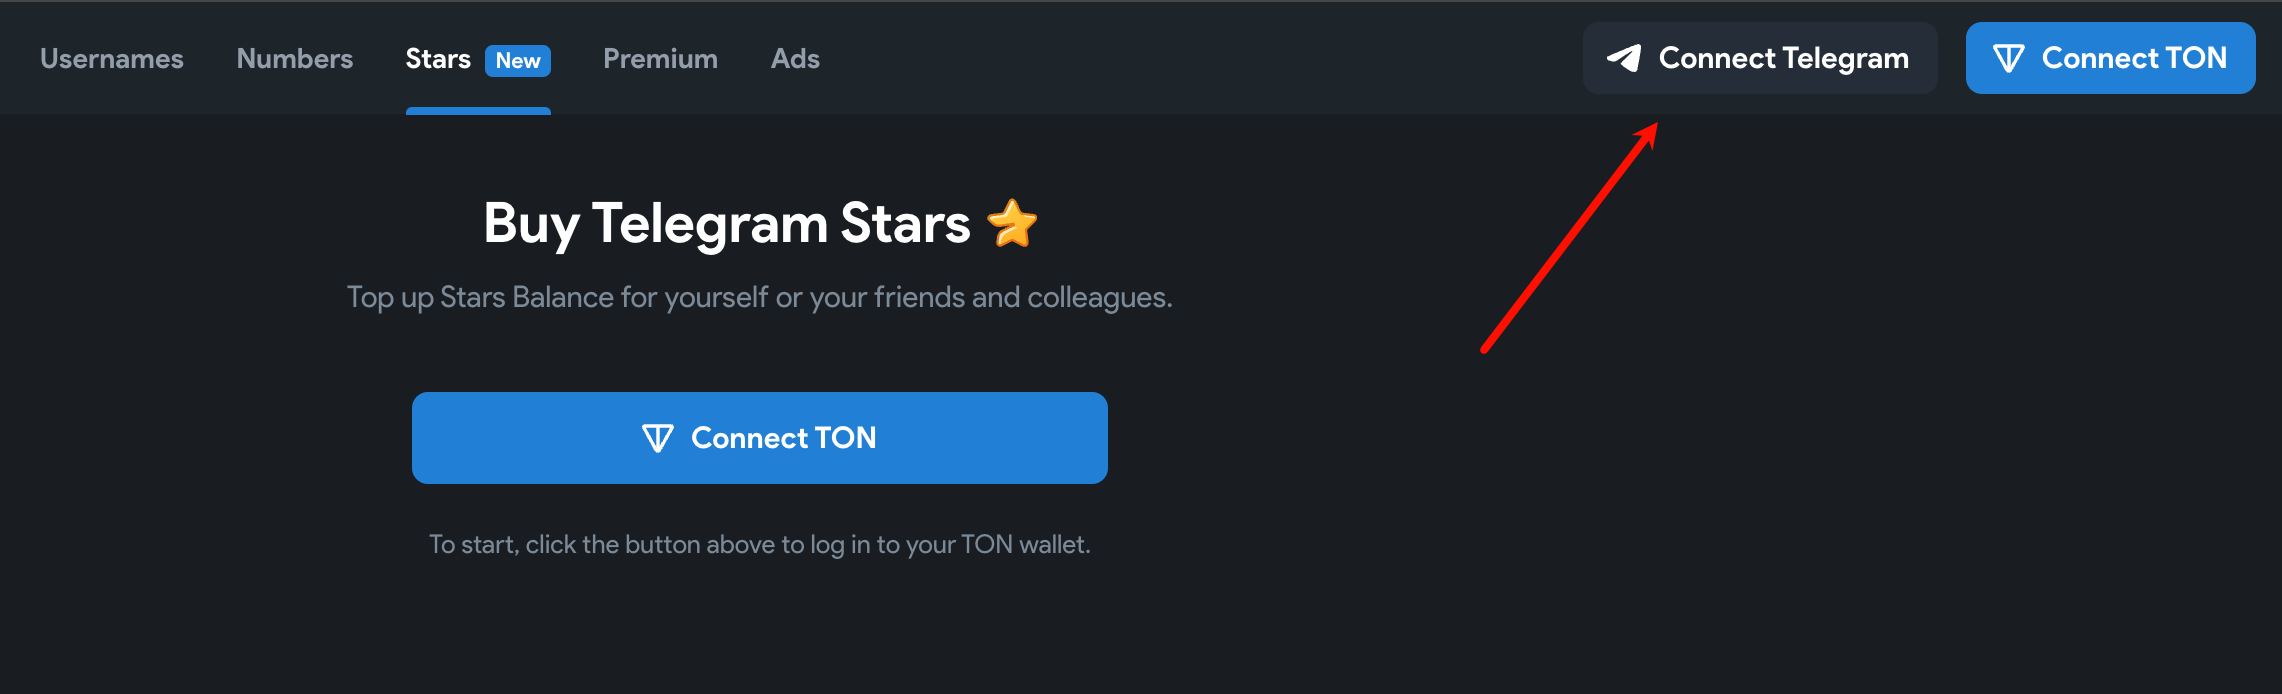 Usernames Numbers Stars New Premium Ads Connect Telegram Connect TON
Buy Telegram Stars
Top up Stars Balance for yourself or your friends and colleagues.
Connect TON
To start, click the button above to log in to your TON wallet.